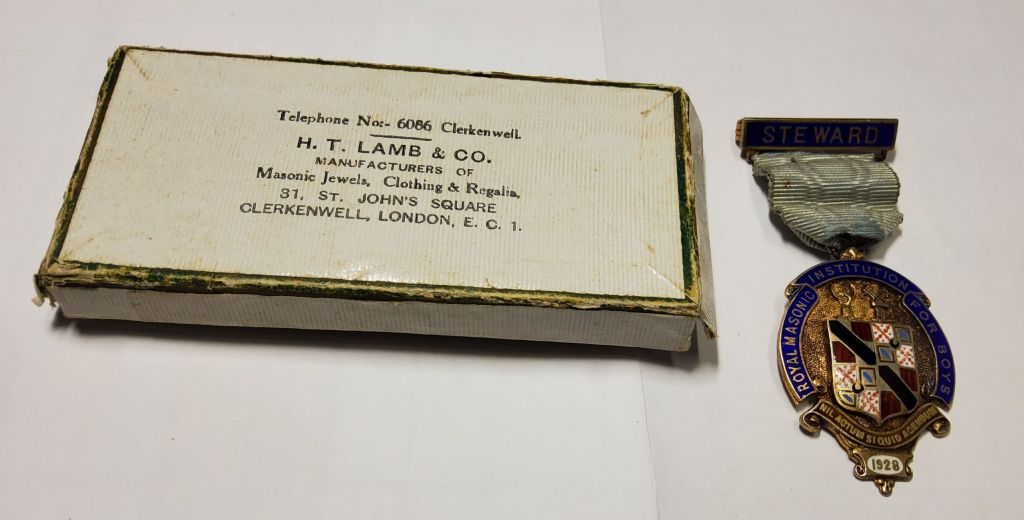 Telephone No:- 6086 Clerkenwell.
H. T. LAMB & CO.
MANUFACTURERS OF
Masonic Jewels, Clothing & Regalia,
31, ST. JOHN'S SQUARE
CLERKENWELL, LONDON, E. C. 1.
STEWARD
ROYAL MASONIC INSTITUTION FOR BOYS
NIL ACTUM SI QUID AGENDUM
1928